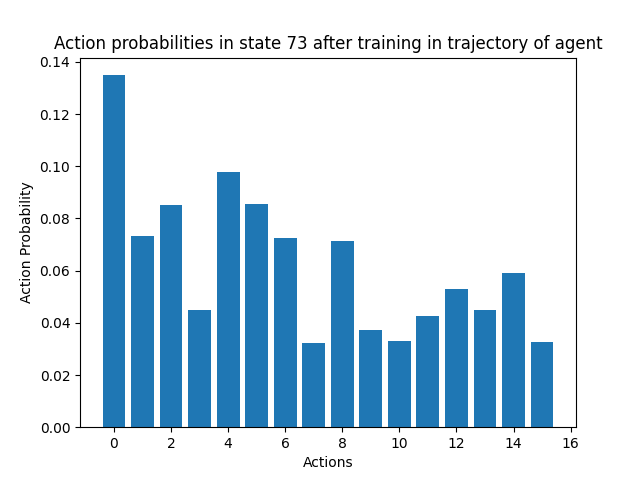 Action probabilities in state 73 after training in trajectory of agent
0.14
0.12
0.10
0.08
0.06
0.04
0.02
0.00
Action Probability
0 2 4 6 8 10 12 14 16
Actions